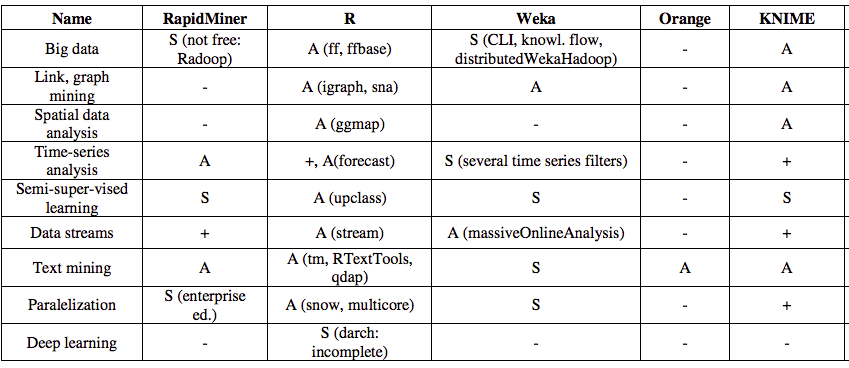 Name RapidMiner R Weka Orange KNIME
Big data S (not free: Radoop) A (ff, ffbase) S (CLI, knowl. flow, distributedWekaHadoop) - A
Link, graph mining - A (igraph, sna) A - A
Spatial data analysis - A (ggmap) - - A
Time-series analysis A +, A(forecast) S (several time series filters) - +
Semi-super-vised learning S A (upclass) S - S
Data streams + A (stream) A (massiveOnlineAnalysis) - +
Text mining A A (tm, RTextTools, qdap) S A A
Paralelization S (enterprise ed.) A (snow, multicore) S - +
Deep learning - S (darch: incomplete) - - -